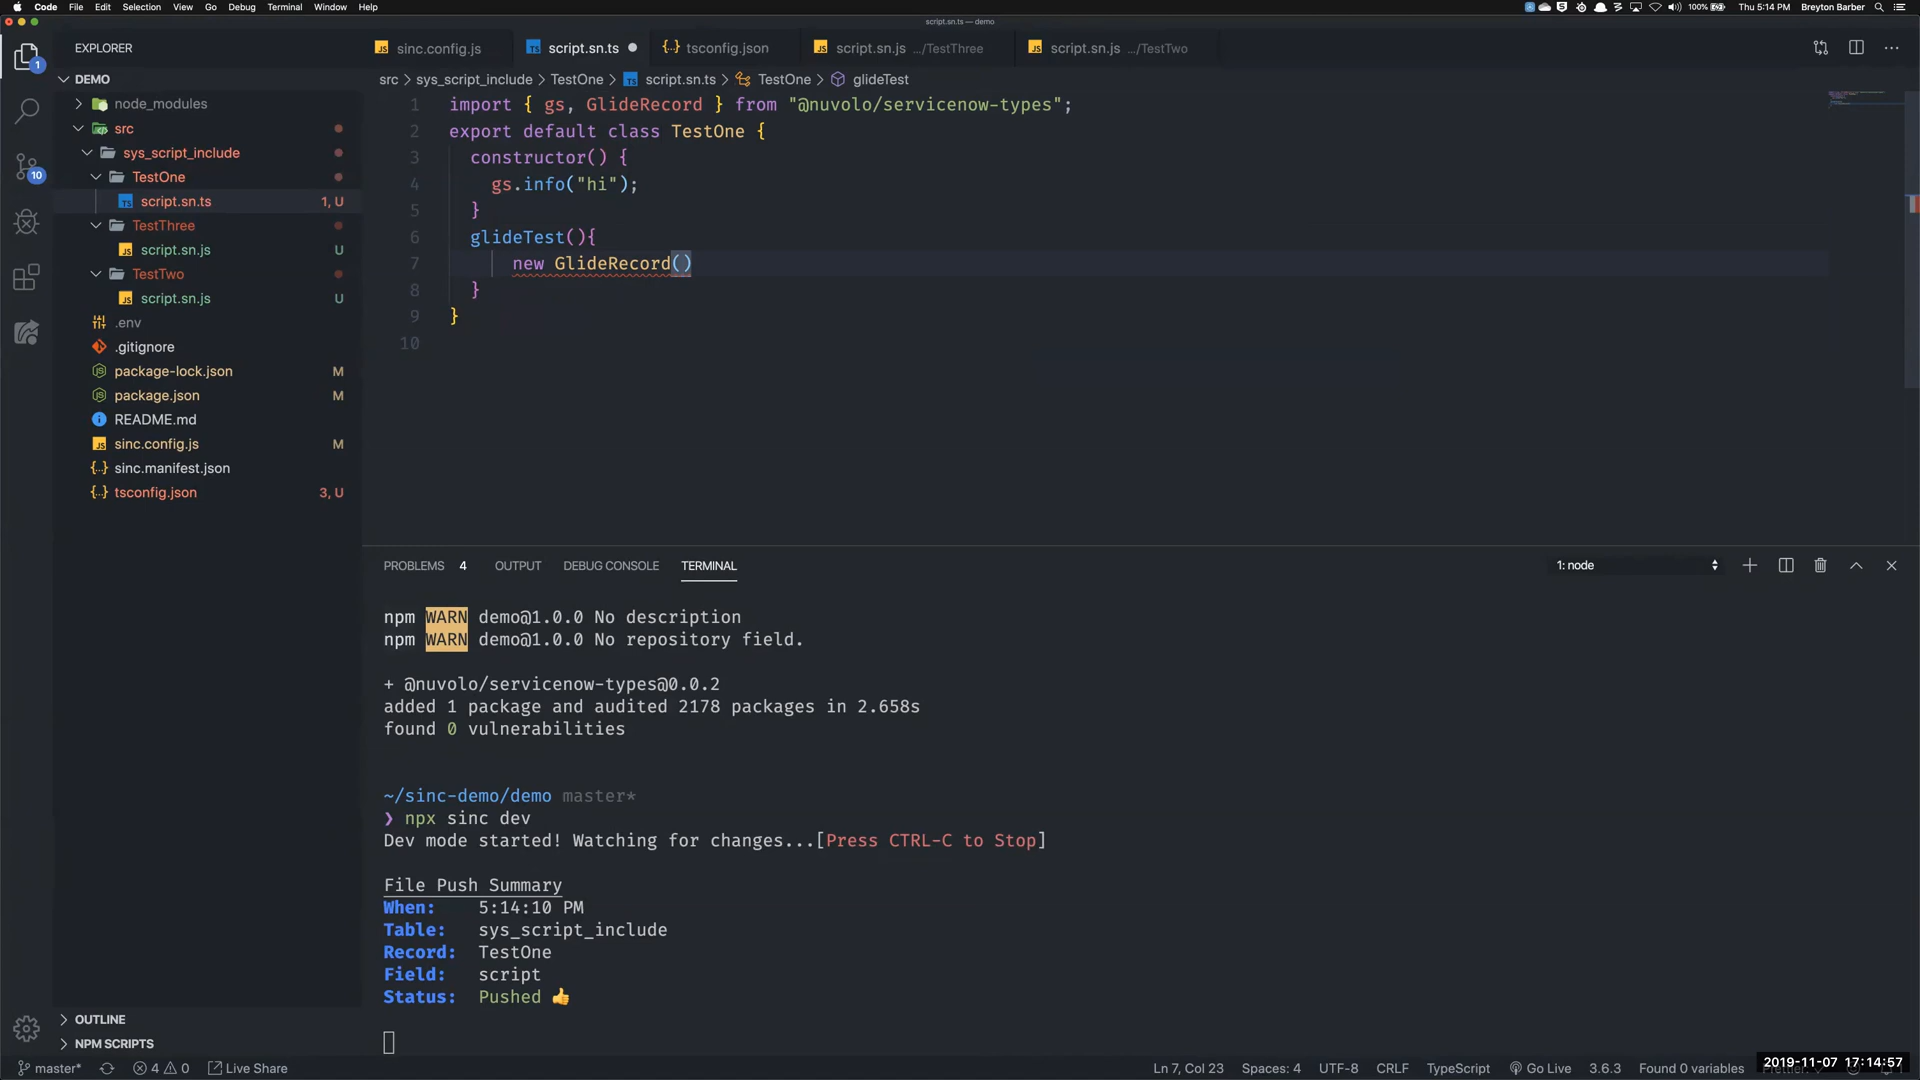 Code File Edit Selection View Go Debug Terminal Window Help 100% Thu 5:14 PM Breyton Barber
script.sn.ts — demo
EXPLORER
sinc.config.js script.sn.ts tsconfig.json script.sn.js .../TestThree script.sn.js .../TestTwo
DEMO
src > sys_script_include > TestOne > script.sn.ts > TestOne > glideTest
node_modules
src
sys_script_include
TestOne
script.sn.ts 1, U
TestThree
script.sn.js U
TestTwo
script.sn.js U
.env
.gitignore
package-lock.json M
package.json M
README.md
sinc.config.js M
sinc.manifest.json
tsconfig.json 3, U
OUTLINE
NPM SCRIPTS
1 import { gs, GlideRecord } from "@nuvolo/servicenow-types";
2 export default class TestOne {
3 constructor() {
4 gs.info("hi");
5 }
6 glideTest(){
7 new GlideRecord()
8 }
9 }
10
PROBLEMS 4 OUTPUT DEBUG CONSOLE TERMINAL 1: node
npm WARN demo@1.0.0 No description
npm WARN demo@1.0.0 No repository field.
+ @nuvolo/servicenow-types@0.0.2
added 1 package and audited 2178 packages in 2.658s
found 0 vulnerabilities
~/sinc-demo/demo master*
❯ npx sinc dev
Dev mode started! Watching for changes...[Press CTRL-C to Stop]
File Push Summary
When: 5:14:10 PM
Table: sys_script_include
Record: TestOne
Field: script
Status: Pushed 👍
1
10
master* 4 0 Live Share Ln 7, Col 23 Spaces: 4 UTF-8 CRLF TypeScript Go Live 3.6.3 Found 0 variables
2019-11-07 17:14:57